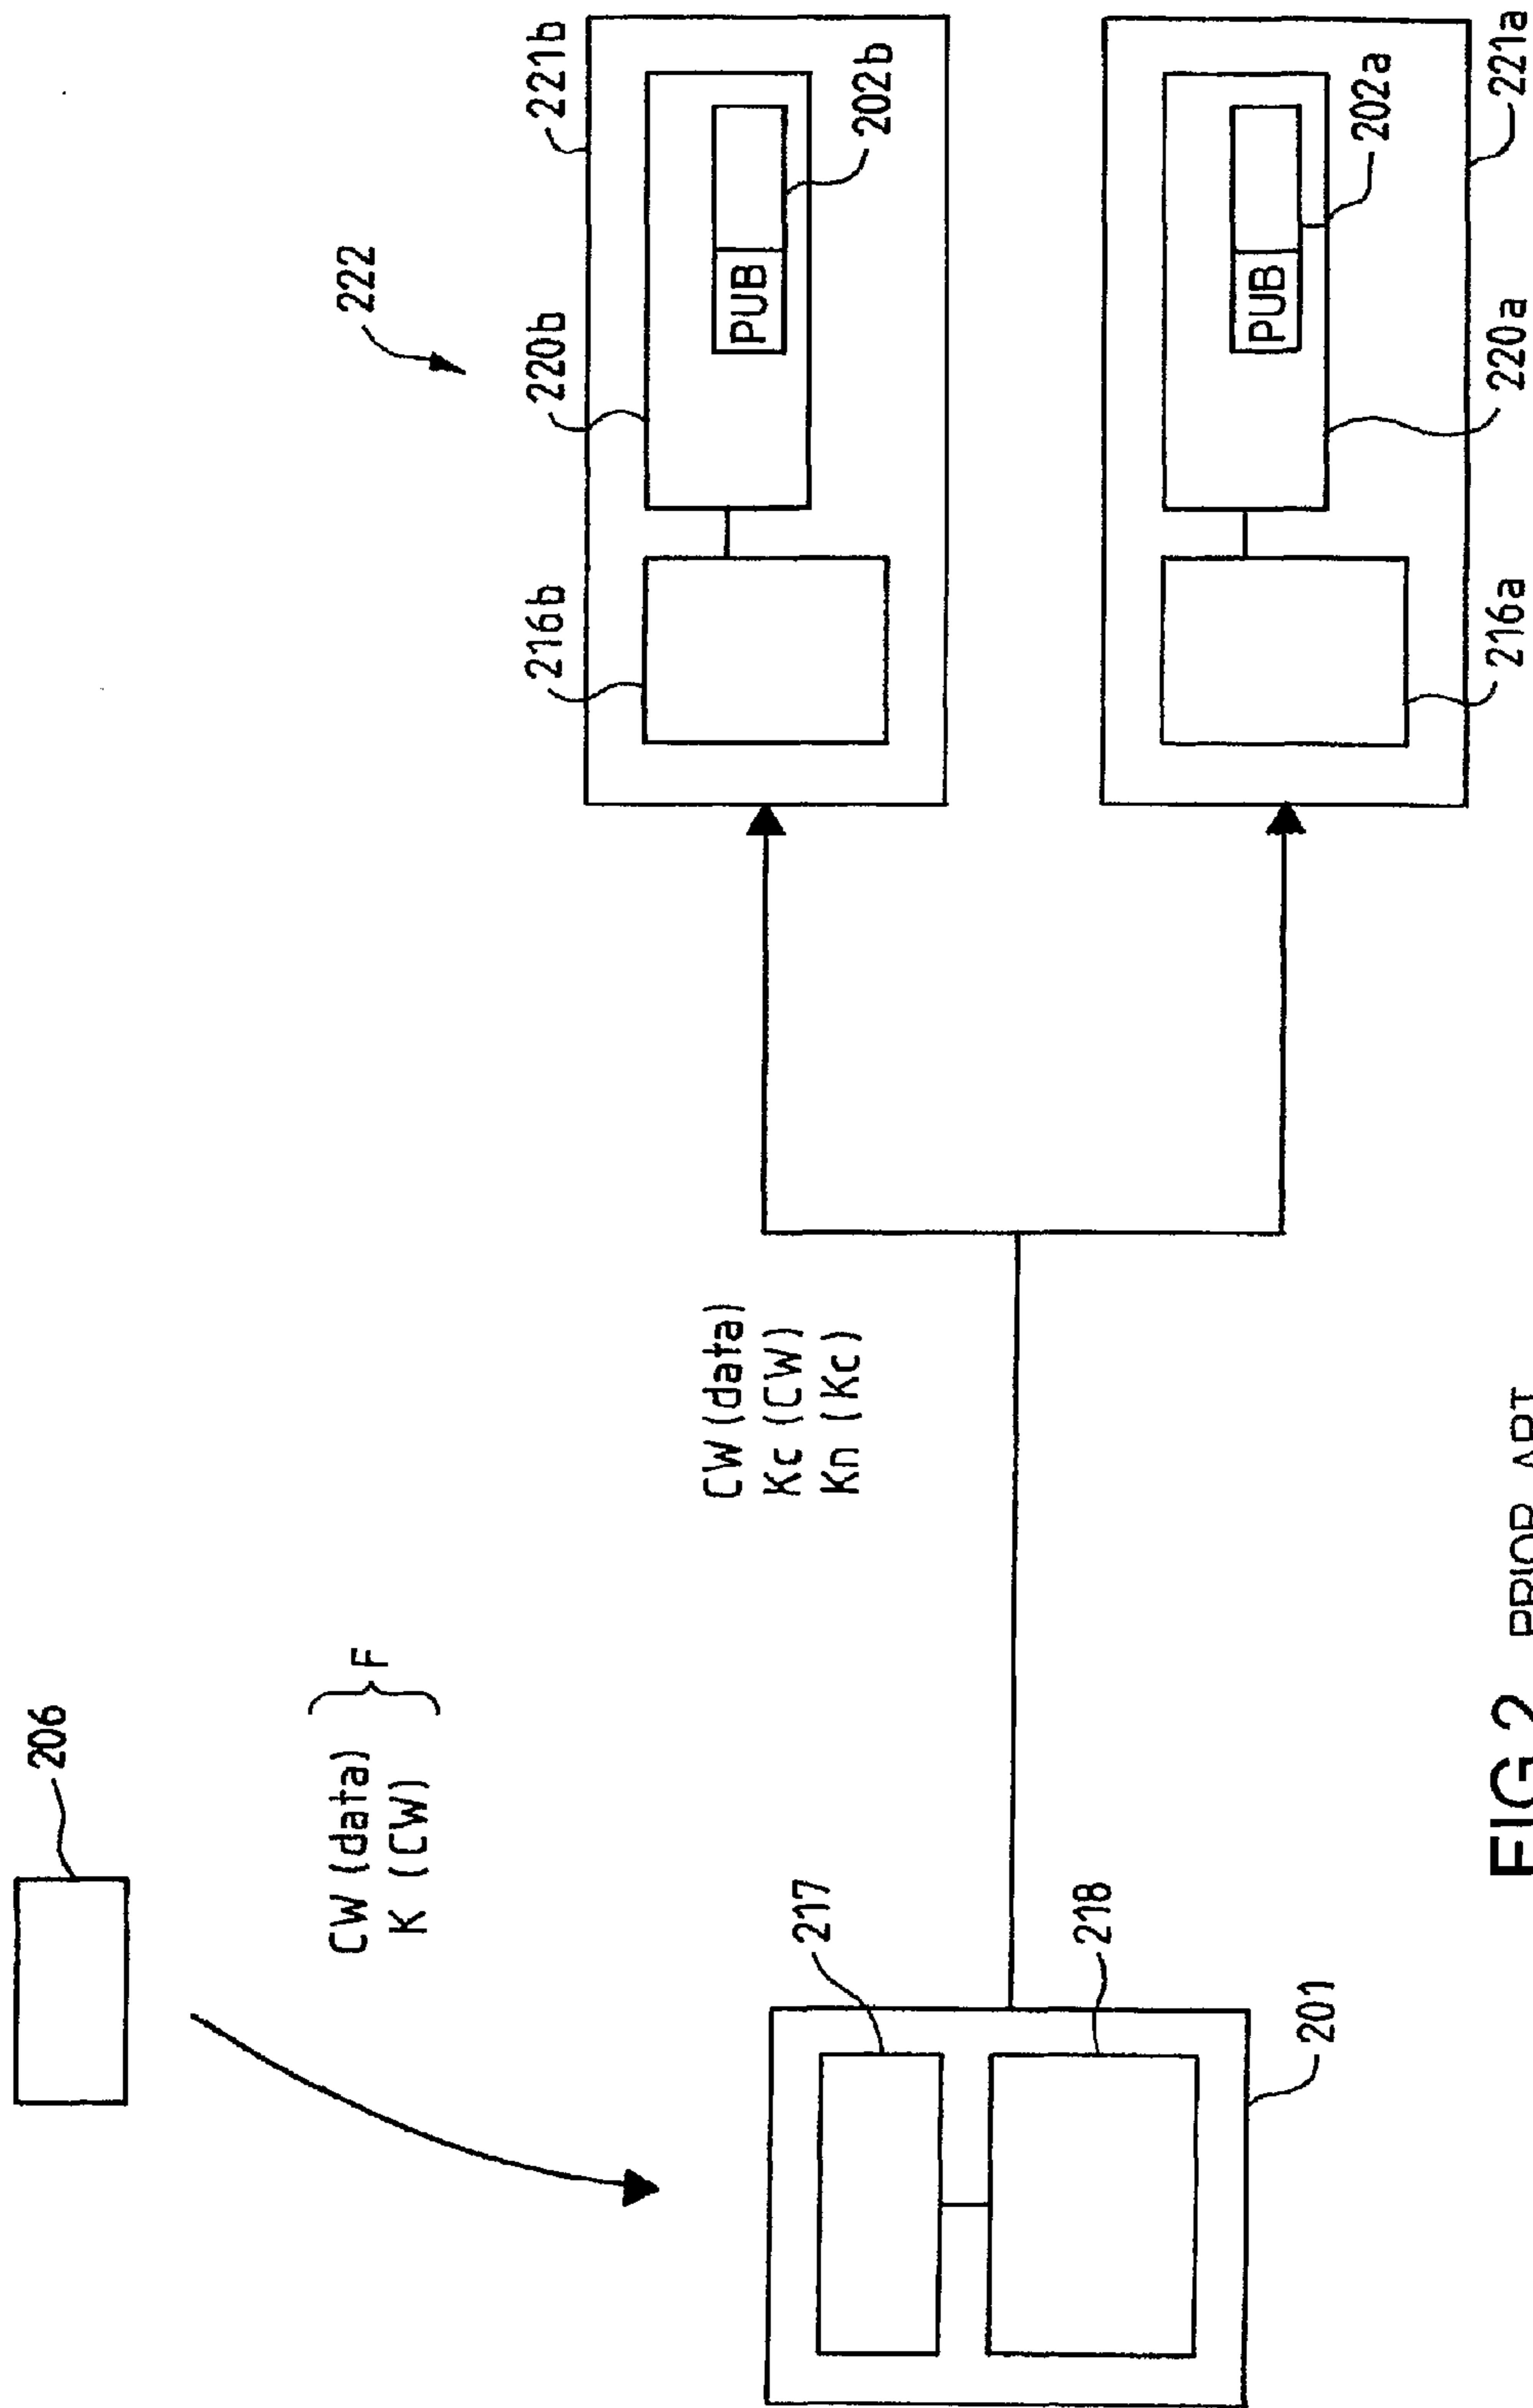 206
CW (data)
K (CW)
F
217
218
201
CW (data)
Kc (CW)
Kn (Kc)
222
216b
220b
221b
PUB
202b
PUB
202a
216a
220a
221a
FIG.2 PRIOR ART